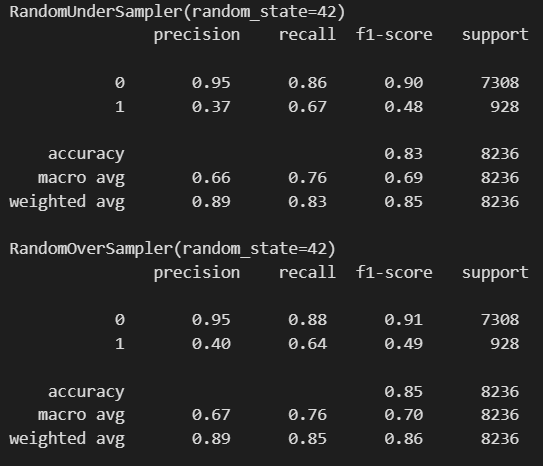 RandomUnderSampler(random_state=42)
precision recall f1-score support
0 0.95 0.86 0.90 7308
1 0.37 0.67 0.48 928
accuracy 0.83 8236
macro avg 0.66 0.76 0.69 8236
weighted avg 0.89 0.83 0.85 8236
RandomOverSampler(random_state=42)
precision recall f1-score support
0 0.95 0.88 0.91 7308
1 0.40 0.64 0.49 928
accuracy 0.85 8236
macro avg 0.67 0.76 0.70 8236
weighted avg 0.89 0.85 0.86 8236